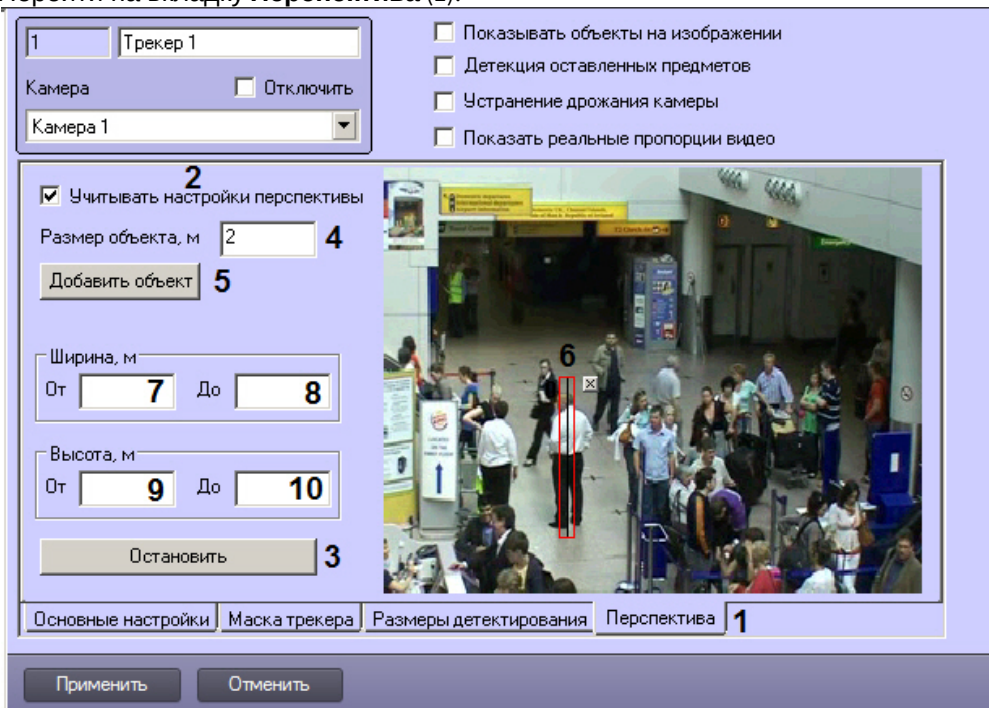 Перейти на вкладку Перспектива (1).
1 Трекер 1
Камера Отключить
Камера 1
Показывать объекты на изображении
Детекция оставленных предметов
Устранение дрожания камеры
Показать реальные пропорции видео
2
Учитывать настройки перспективы
Размер объекта, м 2 4
Добавить объект 5
Ширина, м
От 7 До 8
Высота, м
От 9 До 10
Остановить 3
6
Основные настройки Маска трекера Размеры детектирования Перспектива 1
Применить Отменить